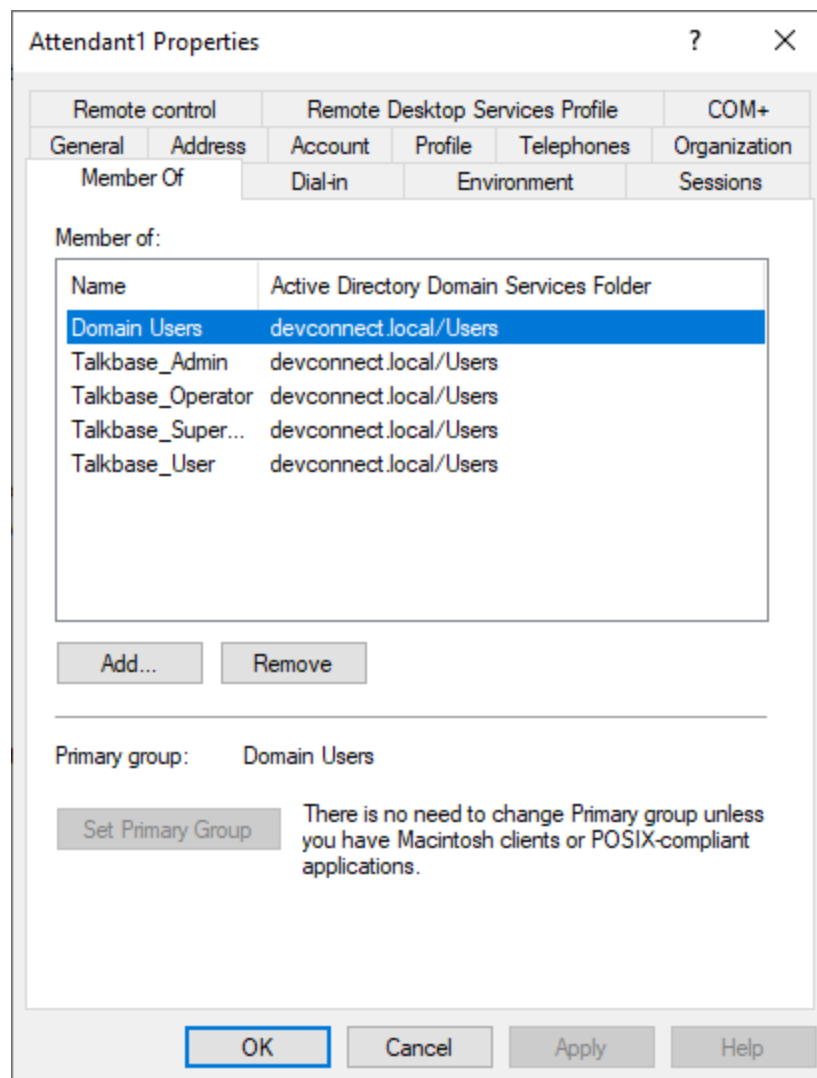 Attendant1 Properties ? ×
Remote control Remote Desktop Services Profile COM+
General Address Account Profile Telephones Organization
Member Of Dial-in Environment Sessions
Member of:
Name Active Directory Domain Services Folder
Domain Users devconnect.local/Users
Talkbase_Admin devconnect.local/Users
Talkbase_Operator devconnect.local/Users
Talkbase_Super... devconnect.local/Users
Talkbase_User devconnect.local/Users
Add... Remove
Primary group: Domain Users
Set Primary Group
There is no need to change Primary group unless
you have Macintosh clients or POSIX-compliant
applications.
OK Cancel Apply Help